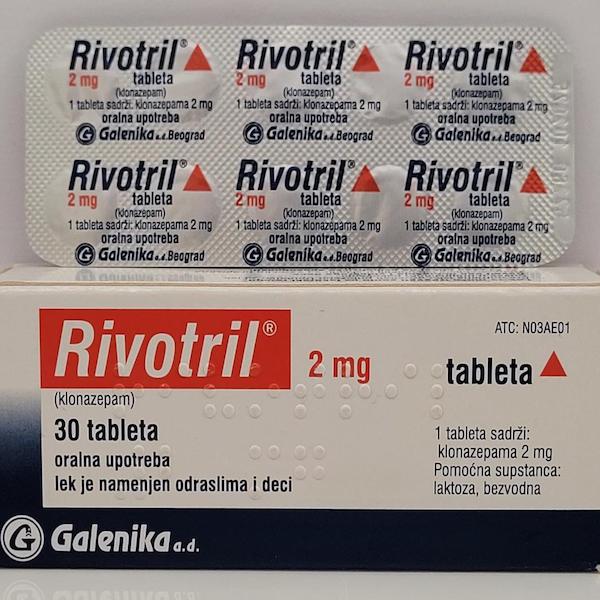 Rivotril®
2 mg tableta
(klonazepam)
1 tableta sadrži: klonazepama 2 mg
oralna upotreba
Galenika a.d. Beograd
Rivotril®
2 mg tableta
(klonazepam)
1 tableta sadrži: klonazepama 2 mg
oralna upotreba
Galenika a.d. Beograd
Rivotril®
2 mg tableta
(klonazepam)
1 tableta sadrži: klonazepama 2 mg
oralna upotreba
Galenika a.d. Beograd
Rivotril®
2 mg tableta
(klonazepam)
1 tableta sadrži: klonazepama 2 mg
oralna upotreba
Galenika a.d. Beograd
Rivotril®
2 mg tableta
(klonazepam)
1 tableta sadrži: klonazepama 2 mg
oralna upotreba
Galenika a.d. Beograd
Rivotril®
2 mg tableta
(klonazepam)
1 tableta sadrži: klonazepama 2 mg
oralna upotreba
Galenika a.d. Beograd
ATC: N03AE01
Rivotril® 2 mg tableta
(klonazepam)
30 tableta
oralna upotreba
lek je namenjen odraslima i deci
1 tableta sadrži:
klonazepama 2 mg
Pomoćna supstanca:
laktoza, bezvodna
Galenika a.d.